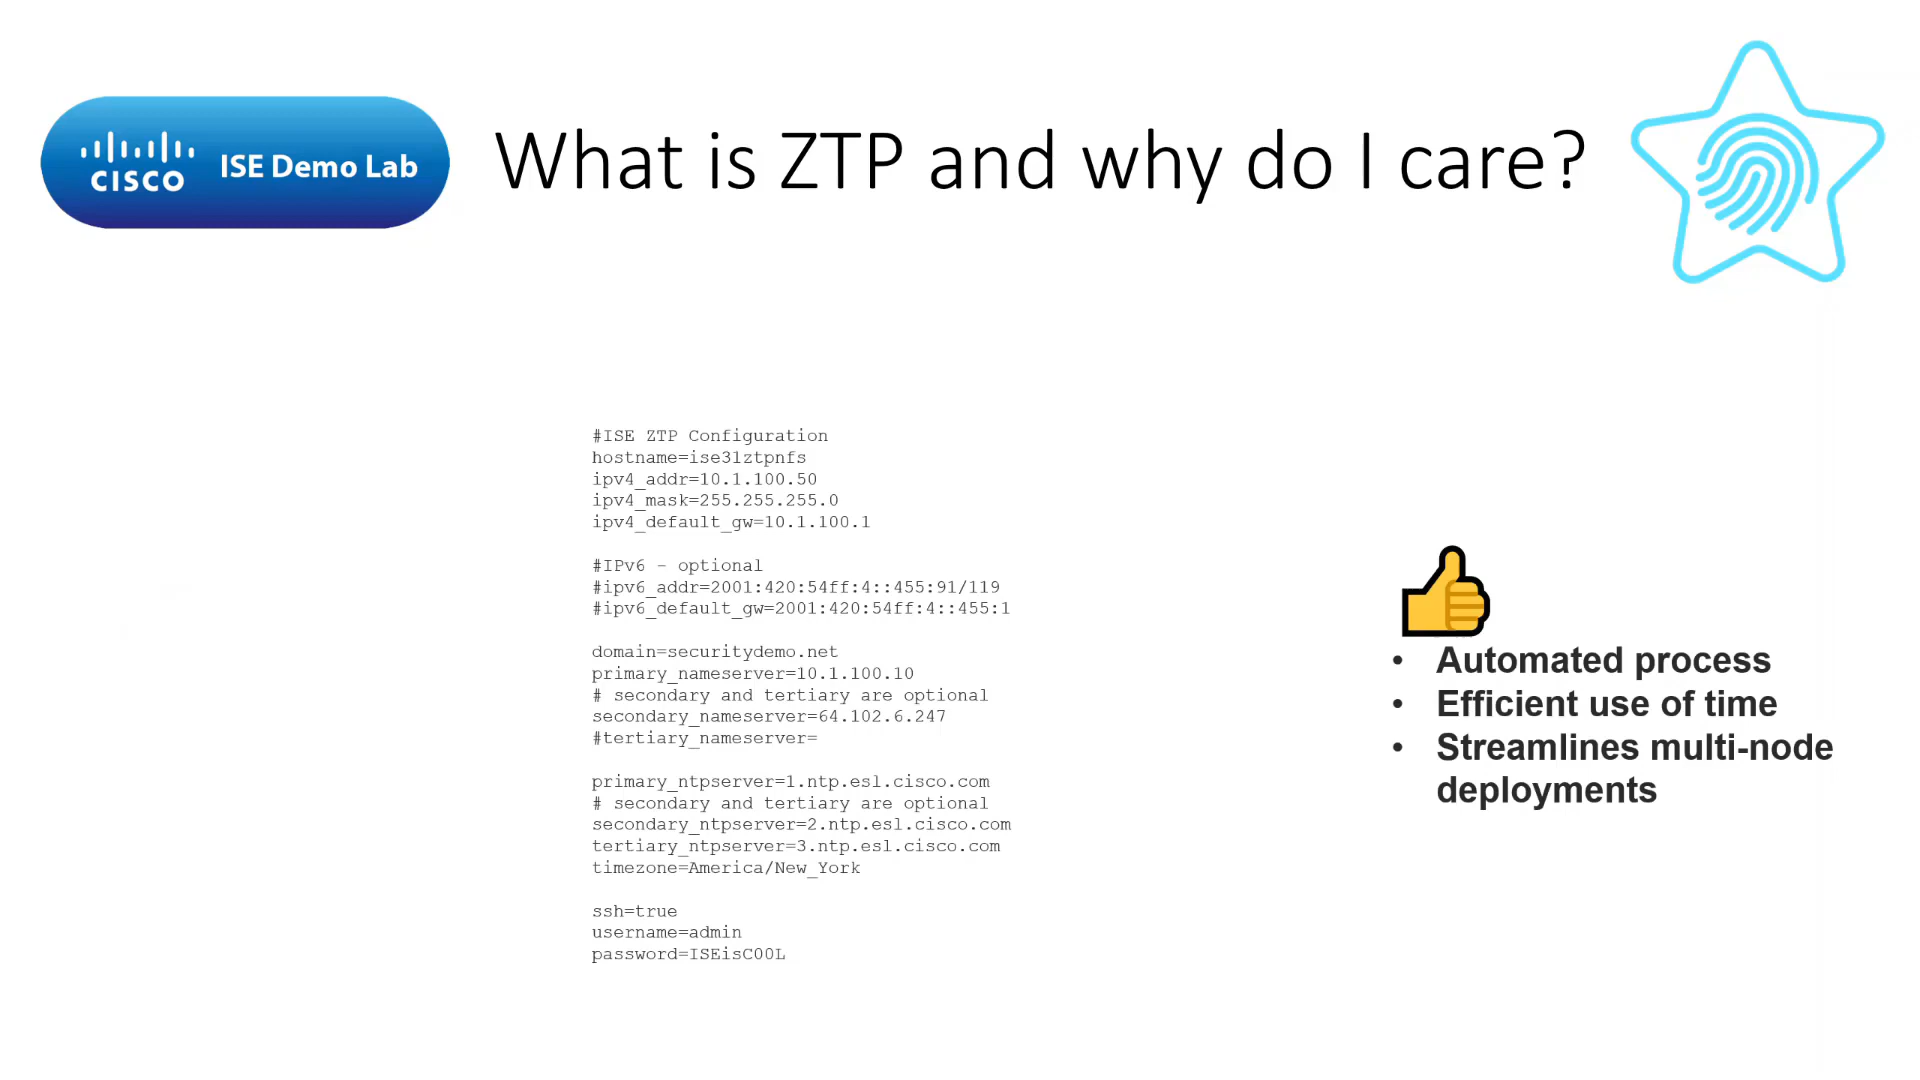 CISCO
ISE Demo Lab
What is ZTP and why do I care?
#ISE ZTP Configuration
hostname=ise31ztpnfs
ipv4_addr=10.1.100.50
ipv4_mask=255.255.255.0
ipv4_default_gw=10.1.100.1
#IPv6 – optional
#ipv6_addr=2001:420:54ff:4::455:91/119
#ipv6_default_gw=2001:420:54ff:4::455:1
domain=securitydemo.net
primary_nameserver=10.1.100.10
# secondary and tertiary are optional
secondary_nameserver=64.102.6.247
#tertiary_nameserver=
primary_ntpserver=1.ntp.esl.cisco.com
# secondary and tertiary are optional
secondary_ntpserver=2.ntp.esl.cisco.com
tertiary_ntpserver=3.ntp.esl.cisco.com
timezone=America/New_York
ssh=true
username=admin
password=ISEisC00L
• Automated process
• Efficient use of time
• Streamlines multi-node
deployments